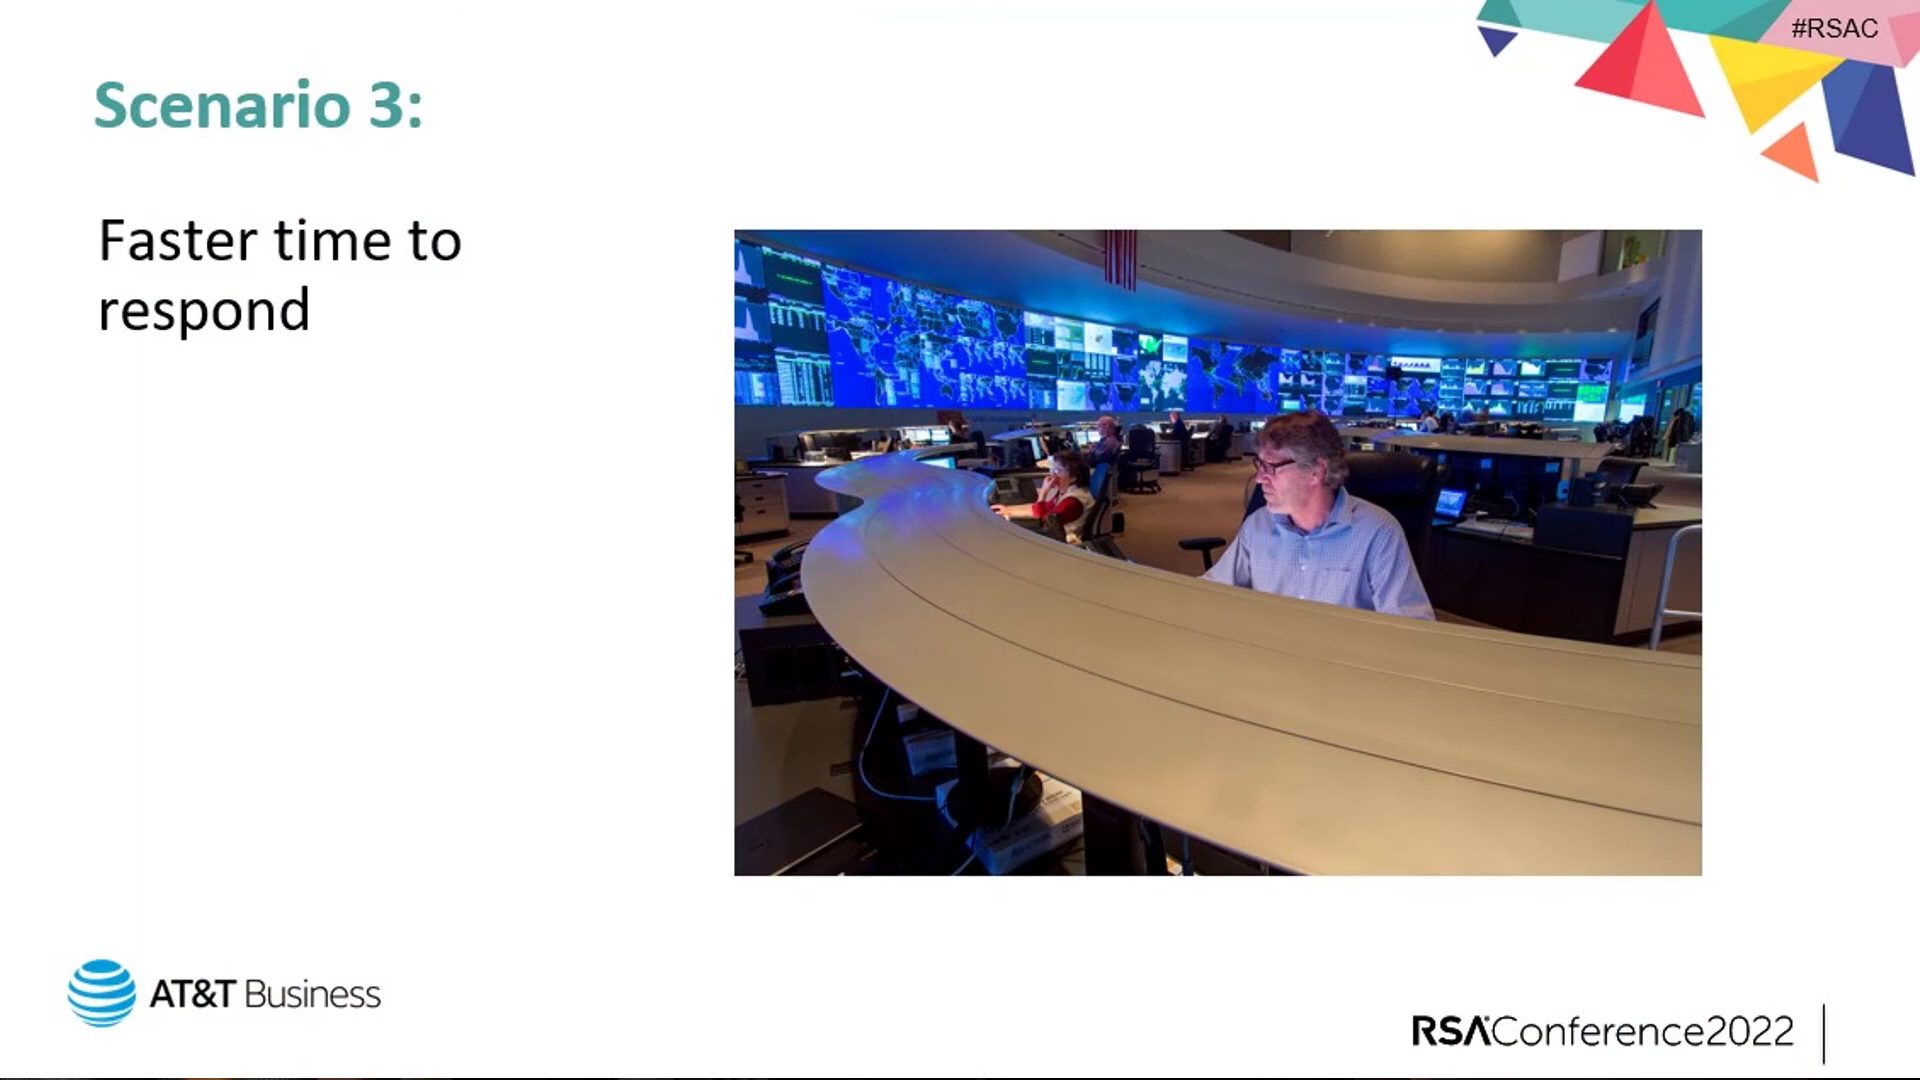 #RSAC
Scenario 3:
Faster time to
respond
AT&T Business
RSAConference2022